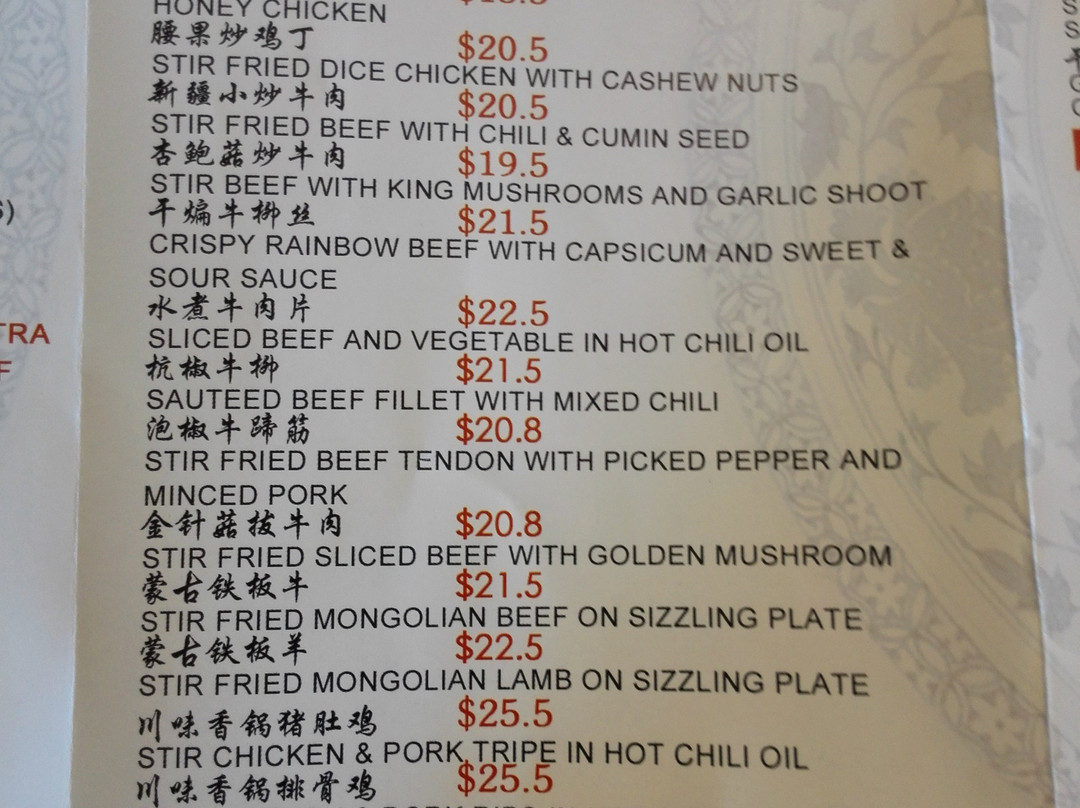 HONEY CHICKEN
腰果炒鸡丁 $20.5
STIR FRIED DICE CHICKEN WITH CASHEW NUTS
新疆小炒牛肉 $20.5
STIR FRIED BEEF WITH CHILI & CUMIN SEED
杏鲍菇炒牛肉 $19.5
STIR BEEF WITH KING MUSHROOMS AND GARLIC SHOOT
干煸牛柳丝 $21.5
CRISPY RAINBOW BEEF WITH CAPSICUM AND SWEET &
SOUR SAUCE
水煮牛肉片 $22.5
SLICED BEEF AND VEGETABLE IN HOT CHILI OIL
杭椒牛柳 $21.5
SAUTEED BEEF FILLET WITH MIXED CHILI
泡椒牛蹄筋 $20.8
STIR FRIED BEEF TENDON WITH PICKED PEPPER AND
MINCED PORK
金针菇拔牛肉 $20.8
STIR FRIED SLICED BEEF WITH GOLDEN MUSHROOM
蒙古铁板牛 $21.5
STIR FRIED MONGOLIAN BEEF ON SIZZLING PLATE
蒙古铁板羊 $22.5
STIR FRIED MONGOLIAN LAMB ON SIZZLING PLATE
川味香锅猪肚鸡 $25.5
STIR CHICKEN & PORK TRIPE IN HOT CHILI OIL
川味香锅排骨鸡 $25.5
TRA
F